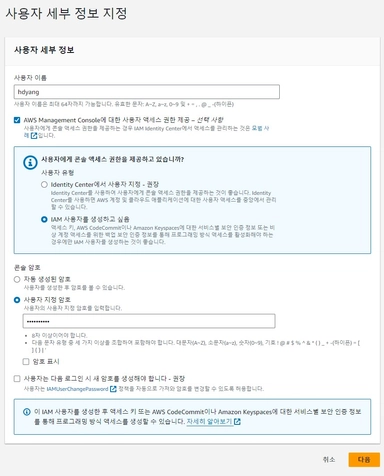 사용자 세부 정보 지정
사용자 세부 정보
사용자 이름
hdyang
사용자 이름은 최대 64자까지 가능합니다. 유효한 문자: A~Z, a~z, 0~9 및 + = , . @ _ -(하이픈)
AWS Management Console에 대한 사용자 액세스 권한 제공 – 선택 사항
사용자에게 콘솔 액세스 권한을 제공하는 경우 IAM Identity Center에서 액세스를 관리하는 것은 모범 사
례입니다.
사용자에게 콘솔 액세스 권한을 제공하고 있습니까?
사용자 유형
Identity Center에서 사용자 지정 - 권장
Identity Center를 사용하여 사용자에게 콘솔 액세스 권한을 제공하는 것이 좋습니다. Identity
Center를 사용하면 AWS 계정 및 클라우드 애플리케이션에 대한 사용자 액세스를 중앙에서 관리
할 수 있습니다.
IAM 사용자를 생성하고 싶음
액세스 키, AWS CodeCommit이나 Amazon Keyspaces에 대한 서비스별 보안 인증 정보 또는 비
상 계정 액세스를 위한 백업 보안 인증 정보를 통해 프로그래밍 방식 액세스를 활성화해야 하는
경우에만 IAM 사용자를 생성하는 것이 좋습니다.
콘솔 암호
자동 생성된 암호
사용자를 생성한 후 암호를 볼 수 있습니다.
사용자 지정 암호
사용자의 사용자 지정 암호를 입력합니다.
••••••••••
• 8자 이상이어야 합니다.
• 다음 문자 유형 중 세 가지 이상을 조합하여 포함해야 합니다. 대문자(A~Z), 소문자(a~z), 숫자(0~9), 기호 ! @ # $ % ^ & * ( ) _ + -(하이픈) = [
] { } | '
암호 표시
사용자는 다음 로그인 시 새 암호를 생성해야 합니다 - 권장
사용자는 IAMUserChangePassword 정책을 자동으로 가져와 암호를 변경할 수 있도록 허용합니다.
이 IAM 사용자를 생성한 후 액세스 키 또는 AWS CodeCommit이나 Amazon Keyspaces에 대한 서비스별 보안 인증 정보
를 통해 프로그래밍 방식 액세스를 생성할 수 있습니다. 자세히 알아보기
취소
다음